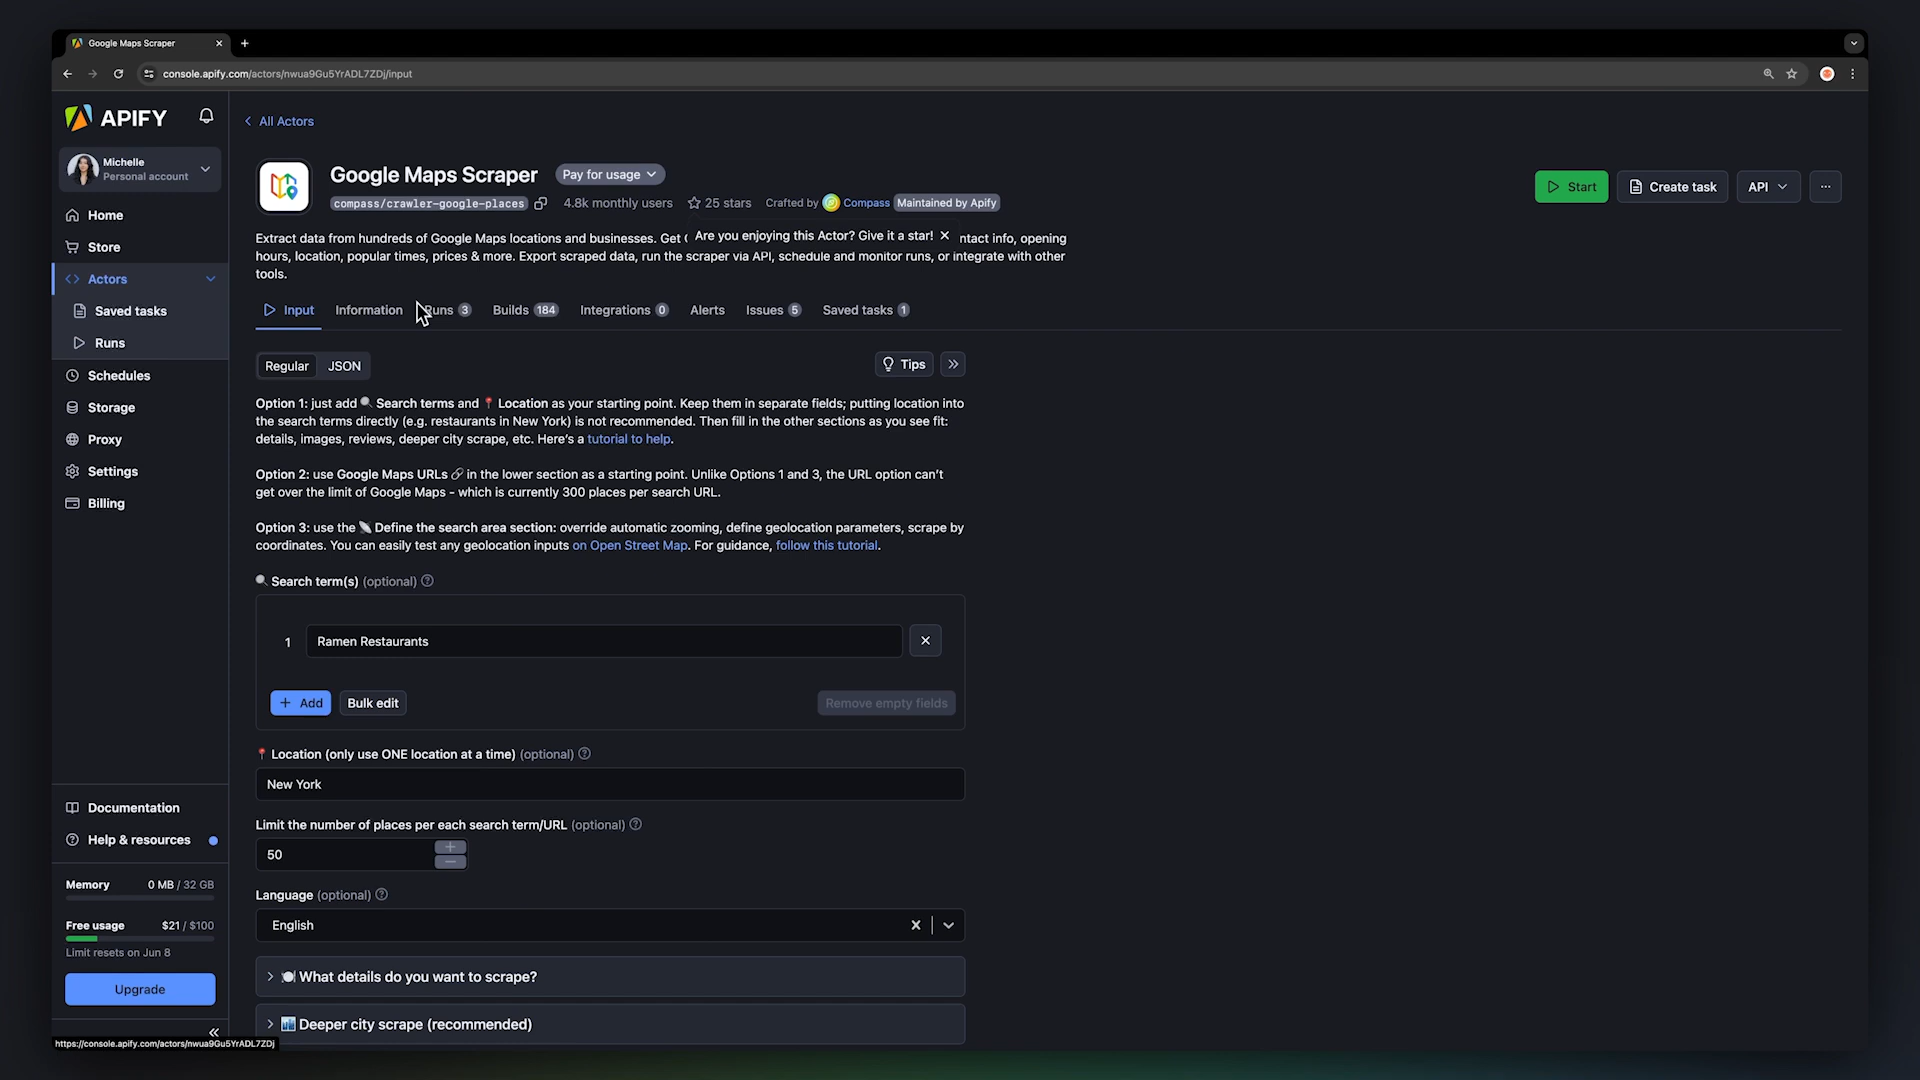 Google Maps Scraper
console.apify.com/actors/nwua9Gu5YrADL7ZDj/input
APIFY
Michelle
Personal account
Home
Store
Actors
Saved tasks
Runs
Schedules
Storage
Proxy
Settings
Billing
Documentation
Help & resources
Memory 0 MB / 32 GB
Free usage $21 / $100
Limit resets on Jun 8
Upgrade
https://console.apify.com/actors/nwua9Gu5YrADL7ZDj
All Actors
Google Maps Scraper Pay for usage
compass/crawler-google-places 4.8k monthly users 25 stars Crafted by Compass Maintained by Apify
Start Create task API
Extract data from hundreds of Google Maps locations and businesses. Get Are you enjoying this Actor? Give it a star! ntact info, opening
hours, location, popular times, prices & more. Export scraped data, run the scraper via API, schedule and monitor runs, or integrate with other
tools.
Input Information Runs 3 Builds 184 Integrations 0 Alerts Issues 5 Saved tasks 1
Regular JSON Tips
Option 1: just add Search terms and Location as your starting point. Keep them in separate fields; putting location into
the search terms directly (e.g. restaurants in New York) is not recommended. Then fill in the other sections as you see fit:
details, images, reviews, deeper city scrape, etc. Here's a tutorial to help.
Option 2: use Google Maps URLs in the lower section as a starting point. Unlike Options 1 and 3, the URL option can't
get over the limit of Google Maps - which is currently 300 places per search URL.
Option 3: use the Define the search area section: override automatic zooming, define geolocation parameters, scrape by
coordinates. You can easily test any geolocation inputs on Open Street Map. For guidance, follow this tutorial.
Search term(s) (optional)
1 Ramen Restaurants
Add Bulk edit Remove empty fields
Location (only use ONE location at a time) (optional)
New York
Limit the number of places per each search term/URL (optional)
50
Language (optional)
English
What details do you want to scrape?
Deeper city scrape (recommended)